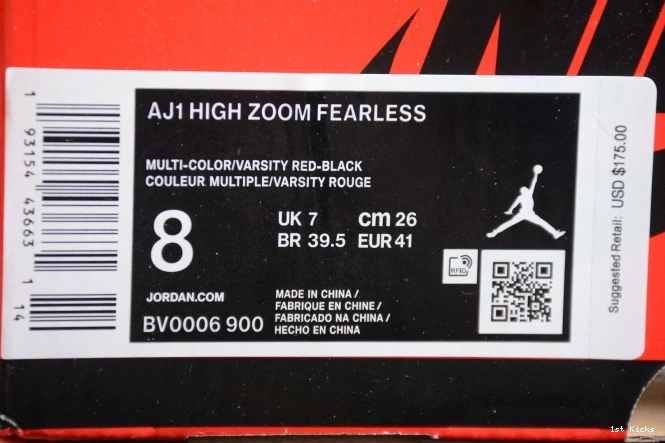 AJ1 HIGH ZOOM FEARLESS
MULTI-COLOR/VARSITY RED-BLACK
COULEUR MULTIPLE/VARSITY ROUGE
8
UK 7 cm 26
BR 39.5 EUR 41
RFID
JORDAN.COM
BV0006 900
MADE IN CHINA /
FABRIQUE EN CHINE /
FABRICADO NA CHINA /
HECHO EN CHINA
1 93154 43663 1 14
Suggested Retail: USD $175.00
1st Kicks